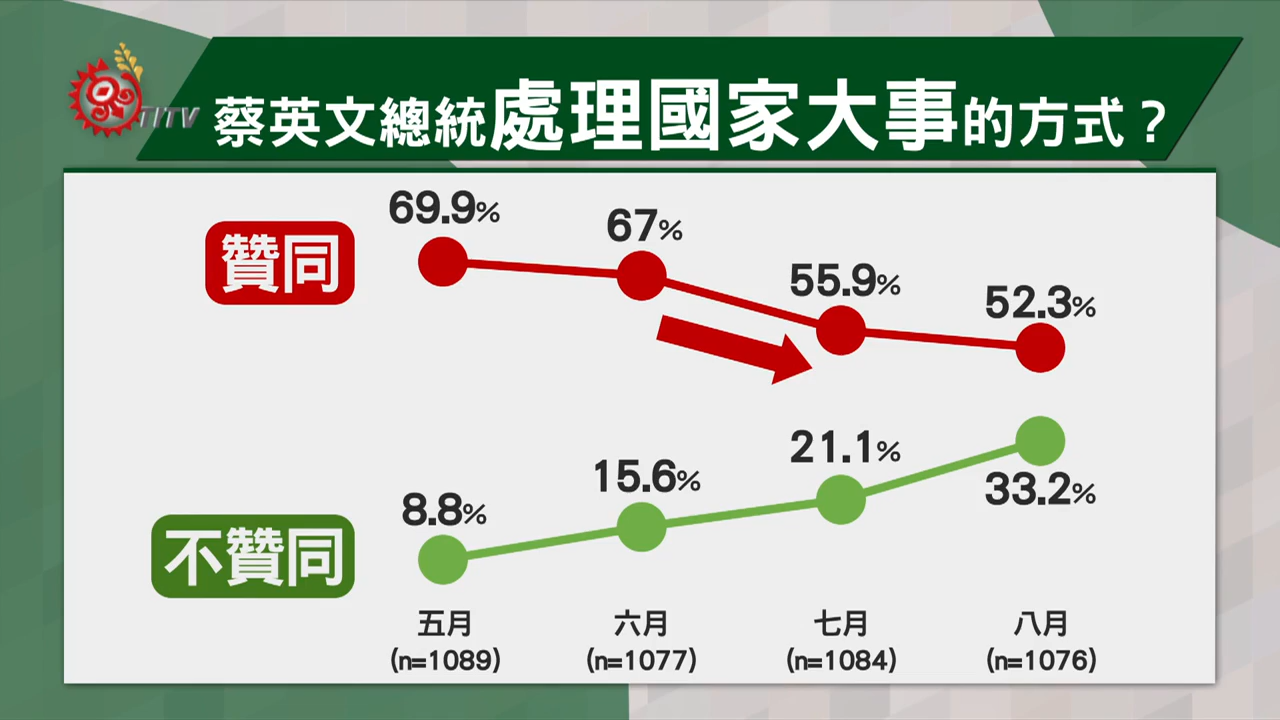 TITV
蔡英文總統處理國家大事的方式？
69.9%
67%
55.9%
52.3%
贊同
8.8%
15.6%
21.1%
33.2%
不贊同
五月 六月 七月 八月
(n=1089) (n=1077) (n=1084) (n=1076)